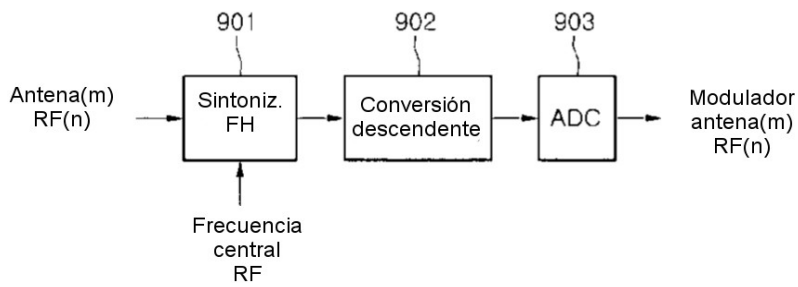 901
902
903
Antena(m)
RF(n)
Sintoniz.
FH
Conversión
descendente
ADC
Modulador
antena(m)
RF(n)
Frecuencia
central
RF